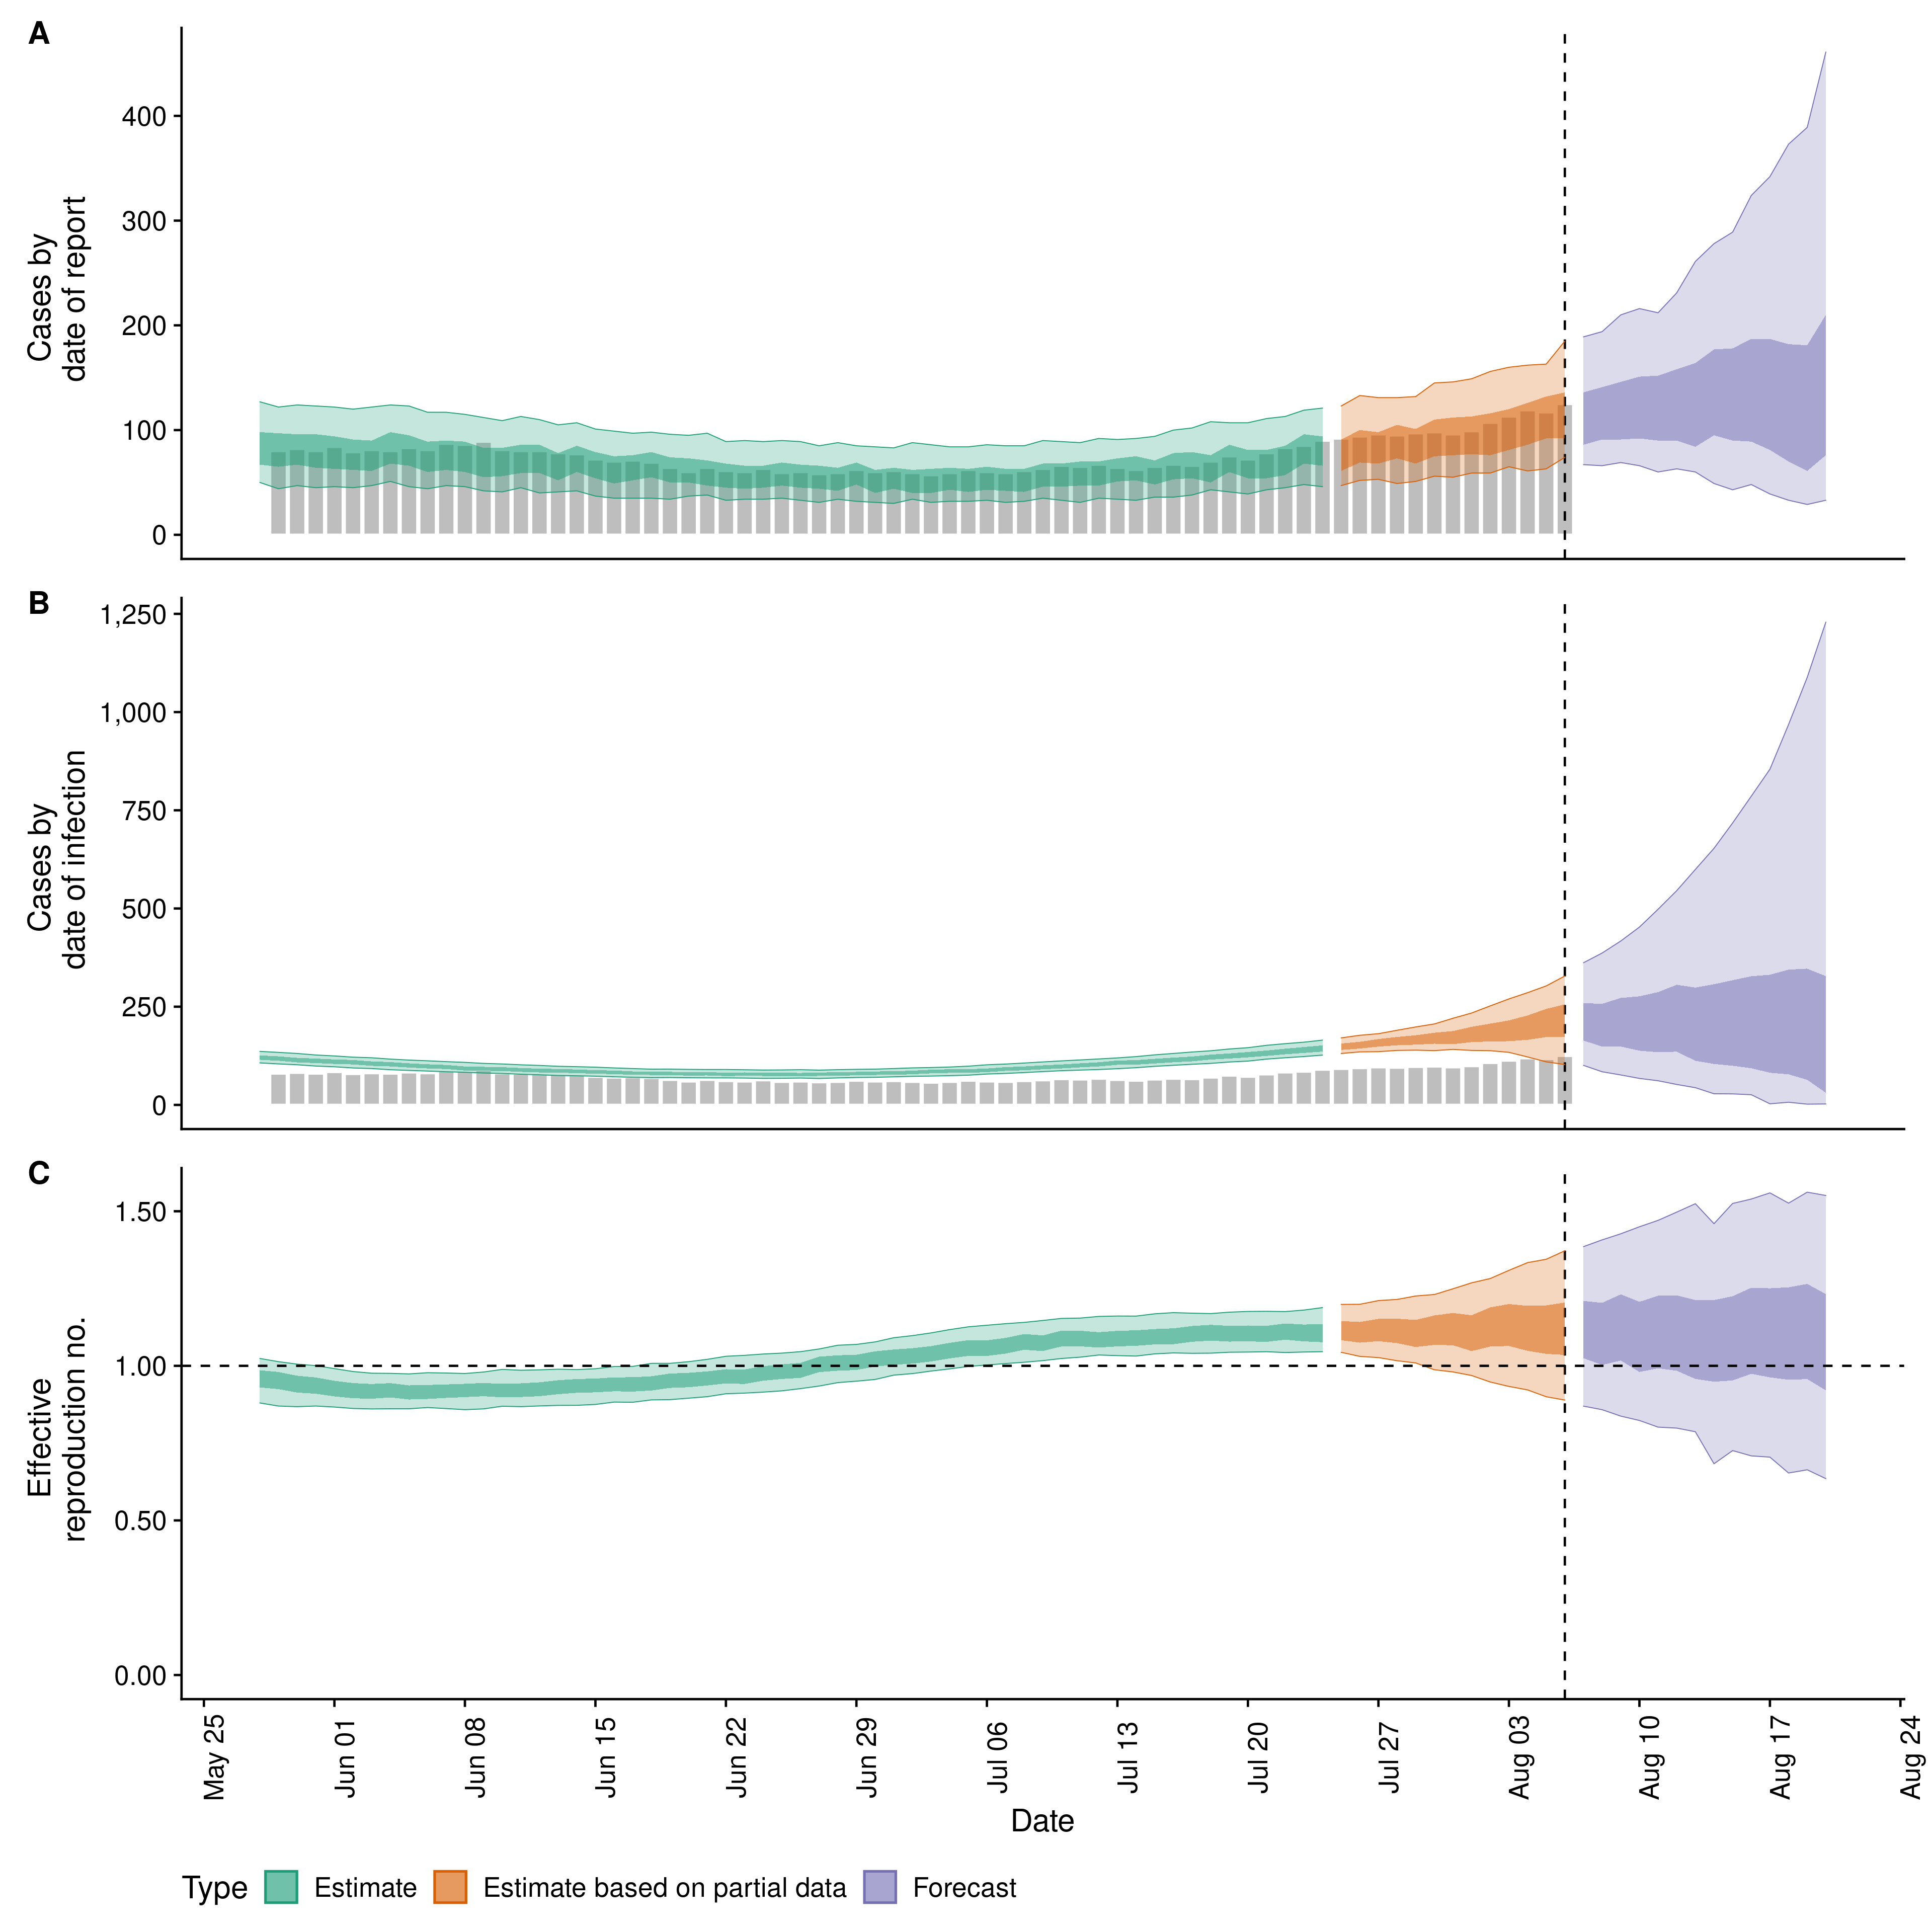 A
Cases by
date of report
400
300
200
100
0
B
Cases by
date of infection
1,250
1,000
750
500
250
0
C
Effective
reproduction no.
1.50
1.00
0.50
0.00
May 25
Jun 01
Jun 08
Jun 15
Jun 22
Jun 29
Jul 06
Jul 13
Jul 20
Jul 27
Aug 03
Aug 10
Aug 17
Aug 24
Date
Type Estimate Estimate based on partial data Forecast